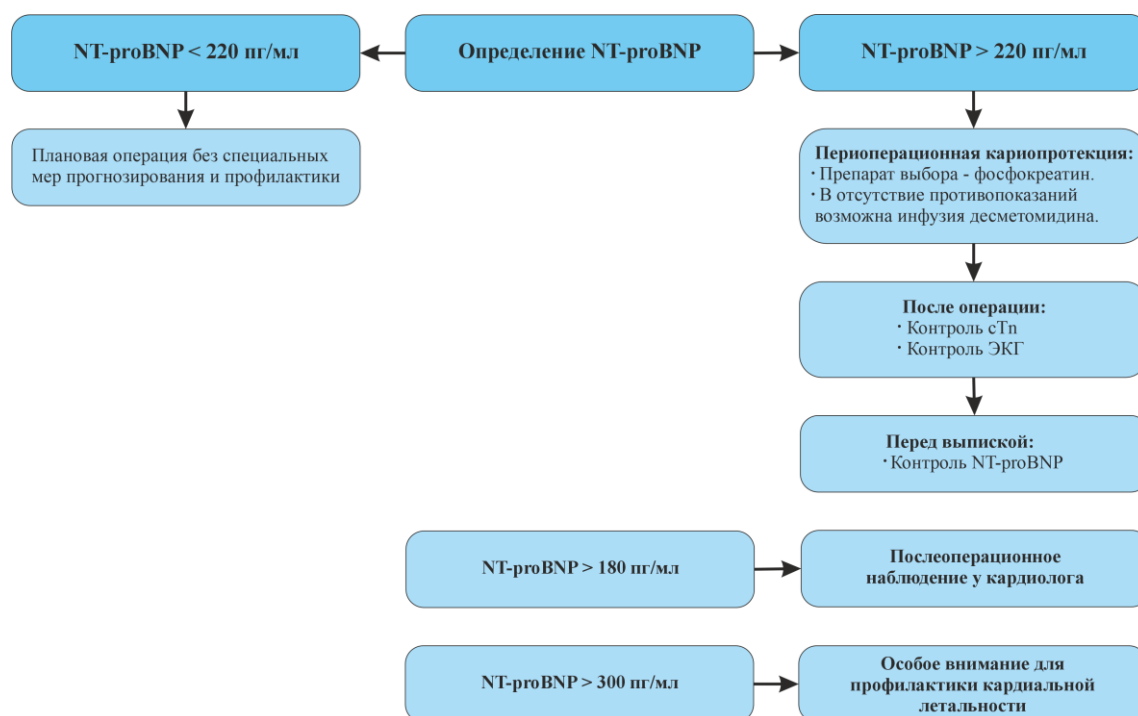 NT-proBNP < 220 пг/мл
Определение NT-proBNP
NT-proBNP > 220 пг/мл
Плановая операция без специальных
мер прогнозирования и профилактики
Периоперационная кариопротекция:
· Препарат выбора - фосфокреатин.
· В отсутствие противопоказаний
возможна инфузия десметомидина.
После операции:
· Контроль cTn
· Контроль ЭКГ
Перед выпиской:
· Контроль NT-proBNP
NT-proBNP > 180 пг/мл
Послеоперационное
наблюдение у кардиолога
NT-proBNP > 300 пг/мл
Особое внимание для
профилактики кардиальной
летальности